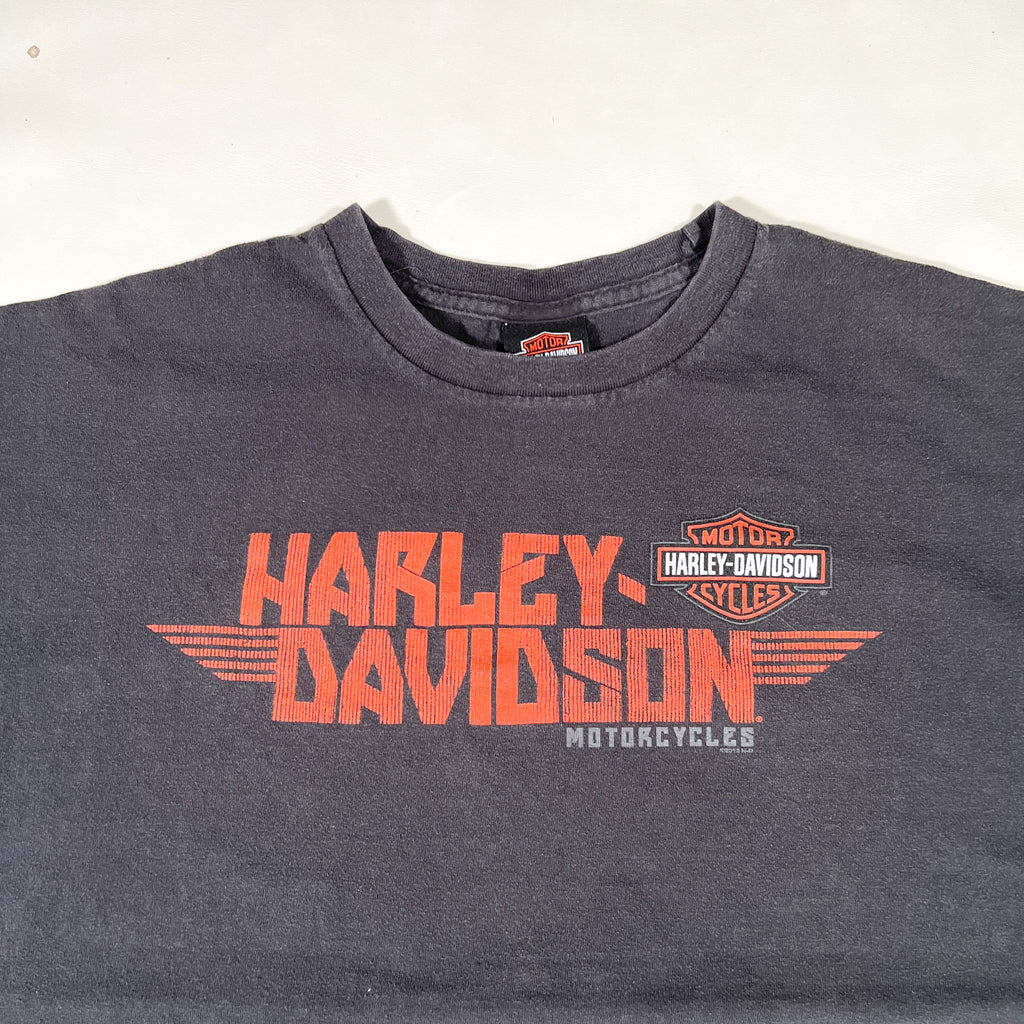 MOTOR
HARLEY-DAVIDSON
HARLEY-
DAVIDSON®
MOTOR
HARLEY-DAVIDSON
CYCLES
MOTORCYCLES